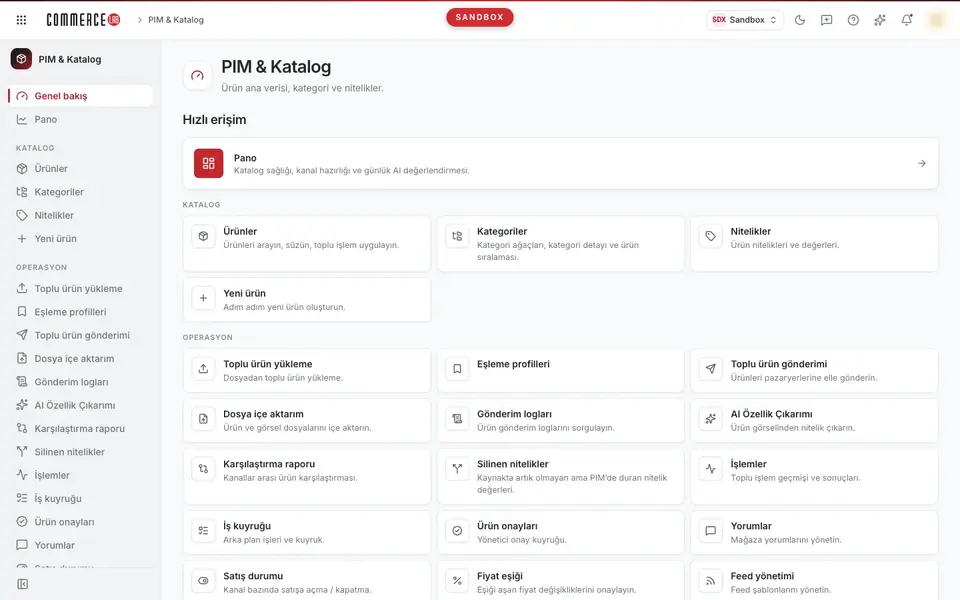 COMMERCE LAB
PIM & Katalog
SANDBOX
SDX Sandbox
PIM & Katalog
Genel bakış
Pano
KATALOG
Ürünler
Kategoriler
Nitelikler
Yeni ürün
OPERASYON
Toplu ürün yükleme
Eşleme profilleri
Toplu ürün gönderimi
Dosya içe aktarım
Gönderim logları
AI Özellik Çıkarımı
Karşılaştırma raporu
Silinen nitelikler
İşlemler
İş kuyruğu
Ürün onayları
Yorumlar
PIM & Katalog
Ürün ana verisi, kategori ve nitelikler.
Hızlı erişim
Pano
Katalog sağlığı, kanal hazırlığı ve günlük AI değerlendirmesi.
KATALOG
Ürünler
Ürünleri arayın, süzün, toplu işlem uygulayın.
Kategoriler
Kategori ağaçları, kategori detayı ve ürün
sıralaması.
Nitelikler
Ürün nitelikleri ve değerleri.
Yeni ürün
Adım adım yeni ürün oluşturun.
OPERASYON
Toplu ürün yükleme
Dosyadan toplu ürün yükleme.
Eşleme profilleri
Toplu ürün gönderimi
Ürünleri pazaryerlerine elle gönderin.
Dosya içe aktarım
Ürün ve görsel dosyalarını içe aktarın.
Gönderim logları
Ürün gönderim loglarını sorgulayın.
AI Özellik Çıkarımı
Ürün görselinden nitelik çıkarın.
Karşılaştırma raporu
Kanallar arası ürün karşılaştırması.
Silinen nitelikler
Kaynakta artık olmayan ama PIM'de duran nitelik
değerleri.
İşlemler
Toplu işlem geçmişi ve sonuçları.
İş kuyruğu
Arka plan işleri ve kuyruk.
Ürün onayları
Yönetici onay kuyruğu.
Yorumlar
Mağaza yorumlarını yönetin.
Satış durumu
Kanal bazında satışa açma / kapatma.
Fiyat eşiği
Eşiği aşan fiyat değişikliklerini onaylayın.
Feed yönetimi
Feed şablonlarını yönetin.